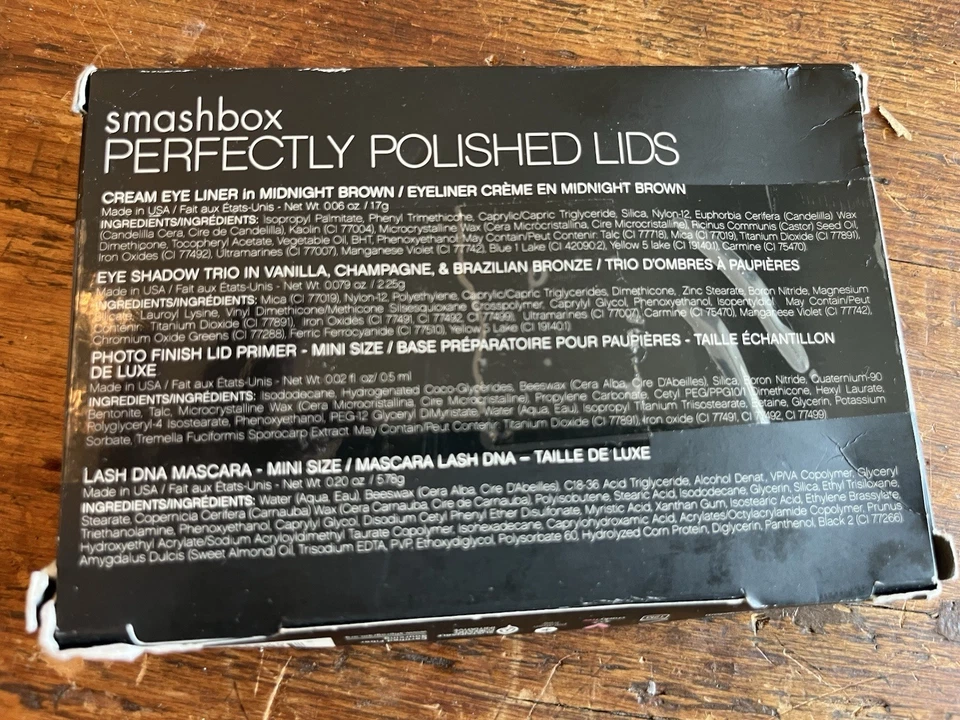 smashbox
PERFECTLY POLISHED LIDS
CREAM EYE LINER in MIDNIGHT BROWN / EYELINER CRÈME EN MIDNIGHT BROWN
Made in USA / Fait aux États-Unis - Net Wt. 0.06 oz / 1.7g
INGREDIENTS/INGRÉDIENTS: Isopropyl Palmitate, Phenyl Trimethicone, Caprylic/Capric Triglyceride, Silica, Nylon-12, Euphorbia Cerifera (Candelilla) Wax
(Candelilla Cera, Cire de Candelilla), Kaolin (CI 77004), Microcrystalline Wax (Cera Microcristallina, Cire Microcristalline), Ricinus Communis (Castor) Seed Oil,
Dimethicone, Tocopheryl Acetate, Vegetable Oil, BHT, Phenoxyethanol May Contain/Peut Contenir: Talc (CI 77718), Mica (CI 77019), Titanium Dioxide (CI 77891),
Iron Oxides (CI 77492), Ultramarines (CI 77007), Manganese Violet (CI 77742), Blue 1 Lake (CI 42090:2), Yellow 5 lake (CI 19140:1), Carmine (CI 75470)
EYE SHADOW TRIO IN VANILLA, CHAMPAGNE, & BRAZILIAN BRONZE / TRIO D'OMBRES À PAUPIÈRES
Made in USA / Fait aux États-Unis - Net Wt. 0.079 oz / 2.25g
INGREDIENTS/INGRÉDIENTS: Mica (CI 77019), Nylon-12, Polyethylene, Caprylic/Capric Triglycerides, Dimethicone, Zinc Stearate, Boron Nitride, Magnesium
Silicate, Lauroyl Lysine, Vinyl Dimethicone/Methicone Silsesquioxane Crosspolymer, Caprylyl Glycol, Phenoxyethanol, May Contain/Peut
Contenir: Titanium Dioxide (CI 77891), Iron Oxides (CI 77491, CI 77492, CI 77499), Ultramarines (CI 77007), Carmine (CI 75470), Manganese Violet (CI 77742),
Chromium Oxide Greens (CI 77288), Ferric Ferrocyanide (CI 77510), Yellow 5 Lake (CI 19140:1)
PHOTO FINISH LID PRIMER - MINI SIZE / BASE PRÉPARATOIRE POUR PAUPIÈRES - TAILLE ÉCHANTILLON
DE LUXE
Made in USA / Fait aux États-Unis - Net Wt. 0.02 fl oz/ 0.5 ml
INGREDIENTS/INGRÉDIENTS: Isododecane, Hydrogenated Coco-Glycerides, Beeswax (Cera Alba, Cire D'Abeilles), Silica, Boron Nitride, Quaternium-90
Bentonite, Talc, Microcrystalline Wax (Cera Microcristallina, Cire Microcristalline), Propylene Carbonate, Cetyl PEG/PPG10/1 Dimethicone, Hexyl Laurate,
Polyglyceryl-4 Isostearate, Phenoxyethanol, PEG-12 Glyceryl DiMyristate, Water (Aqua, Eau), Isopropyl Titanium Triisostearate, Betaine, Glycerin, Potassium
Sorbate, Tremella Fuciformis Sporocarp Extract May Contain/Peut Contenir: Titanium Dioxide (CI 77891), Iron oxide (CI 77491, CI 77492, CI 77499)
LASH DNA MASCARA - MINI SIZE / MASCARA LASH DNA – TAILLE DE LUXE
Made in USA / Fait aux États-Unis - Net Wt. 0.20 oz / 5.78g
INGREDIENTS/INGRÉDIENTS: Water (Aqua, Eau), Beeswax (Cera Alba, Cire D'Abeilles), C18-36 Acid Triglyceride, Alcohol Denat., VP/VA Copolymer, Glyceryl
Stearate, Copernicia Cerifera (Carnauba) Wax (Cera Carnauba, Cire de Carnauba), Polyisobutene, Stearic Acid, Isododecane, Glycerin, Silica, Ethyl Trisiloxane,
Triethanolamine, Phenoxyethanol, Caprylyl Glycol, Disodium Cetyl Phenyl Ether Disulfonate, Myristic Acid, Xanthan Gum, Isostearic Acid, Ethylene Brassylate,
Hydroxyethyl Acrylate/Sodium Acryloyldimethyl Taurate Copolymer, Isohexadecane, Caprylohydroxamic Acid, Acrylates/Octylacrylamide Copolymer, Prunus
Amygdalus Dulcis (Sweet Almond) Oil, Trisodium EDTA, PVP, Ethoxydiglycol, Polysorbate 60, Hydrolyzed Corn Protein, Diglycerin, Panthenol, Black 2 (CI 77266)